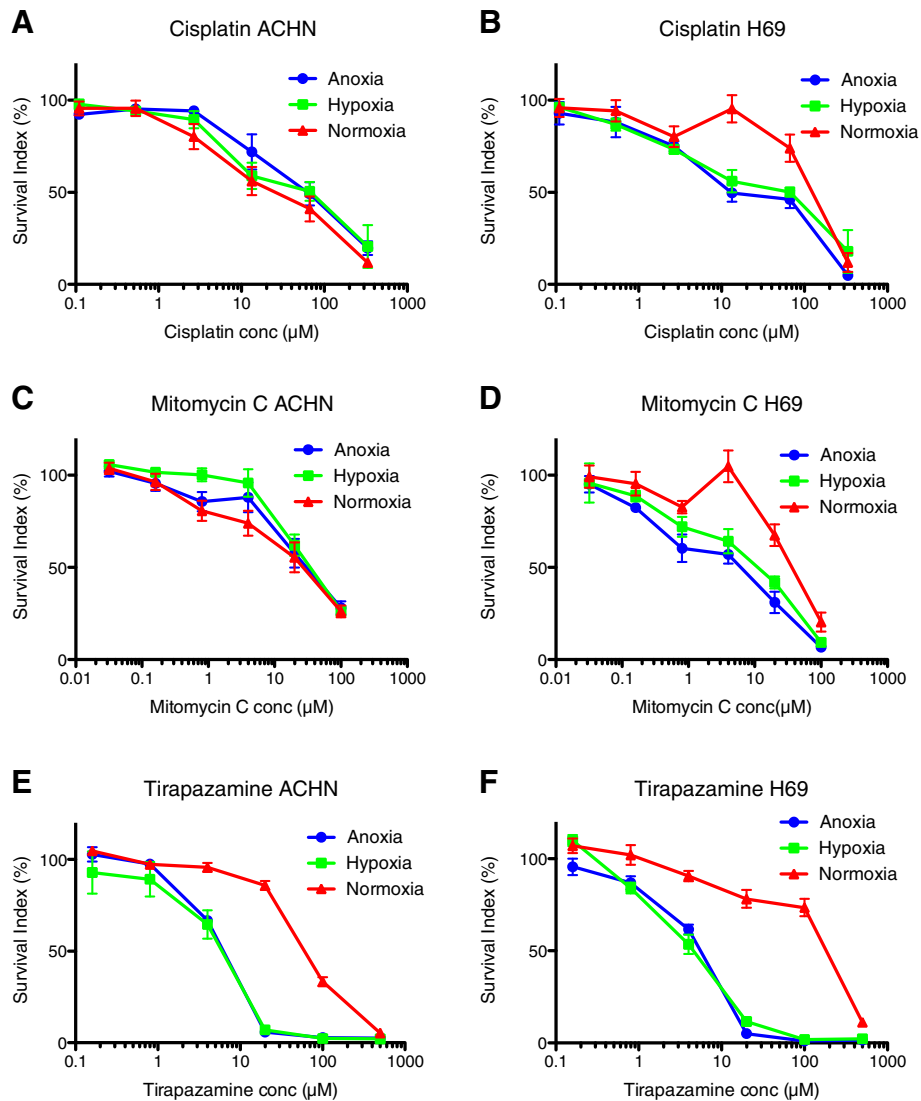 A
Cisplatin ACHN
Anoxia
Hypoxia
Normoxia
Survival Index (%)
100
50
0
0.1
1
10
100
1000
Cisplatin conc (µM)
B
Cisplatin H69
Anoxia
Hypoxia
Normoxia
Survival Index (%)
100
50
0
0.1
1
10
100
1000
Cisplatin conc (µM)
C
Mitomycin C ACHN
Anoxia
Hypoxia
Normoxia
Survival Index (%)
100
50
0
0.01
0.1
1
10
100
1000
Mitomycin C conc (µM)
D
Mitomycin C H69
Anoxia
Hypoxia
Normoxia
Survival Index (%)
100
50
0
0.01
0.1
1
10
100
1000
Mitomycin C conc(µM)
E
Tirapazamine ACHN
Anoxia
Hypoxia
Normoxia
Survival Index (%)
100
50
0
0.1
1
10
100
1000
Tirapazamine conc (µM)
F
Tirapazamine H69
Anoxia
Hypoxia
Normoxia
Survival Index (%)
100
50
0
0.1
1
10
100
1000
Tirapazamine conc (µM)